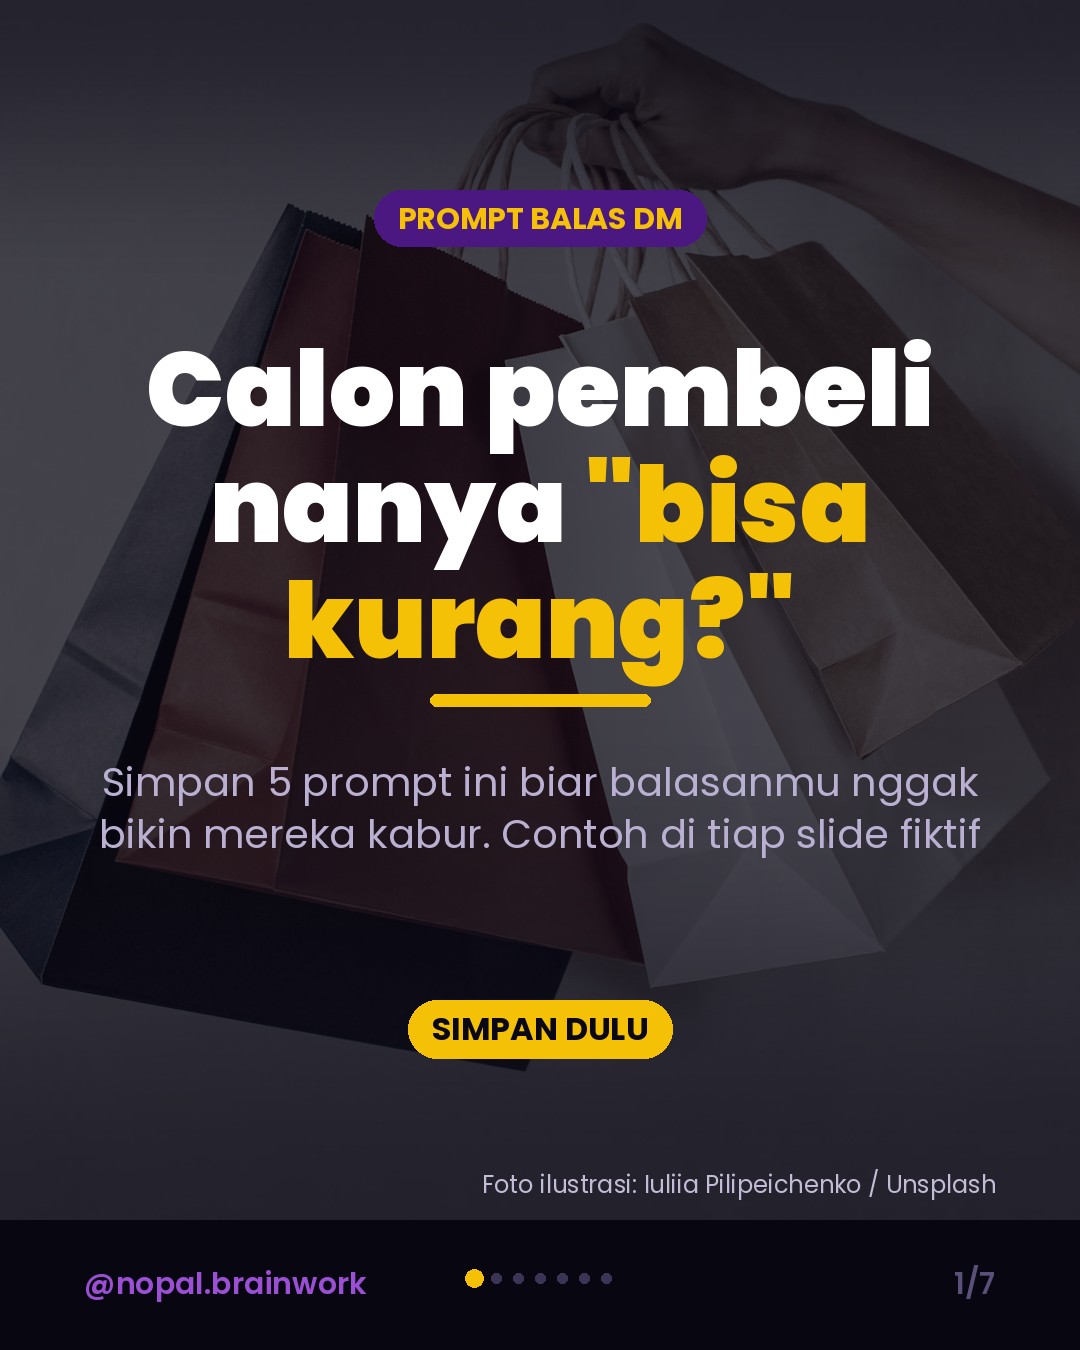 PROMPT BALAS DM
Calon pembeli
nanya "bisa
kurang?"
Simpan 5 prompt ini biar balasanmu nggak
bikin mereka kabur. Contoh di tiap slide fiktif
SIMPAN DULU
Foto ilustrasi: Iuliia Pilipeichenko / Unsplash
@nopal.brainwork
1/7